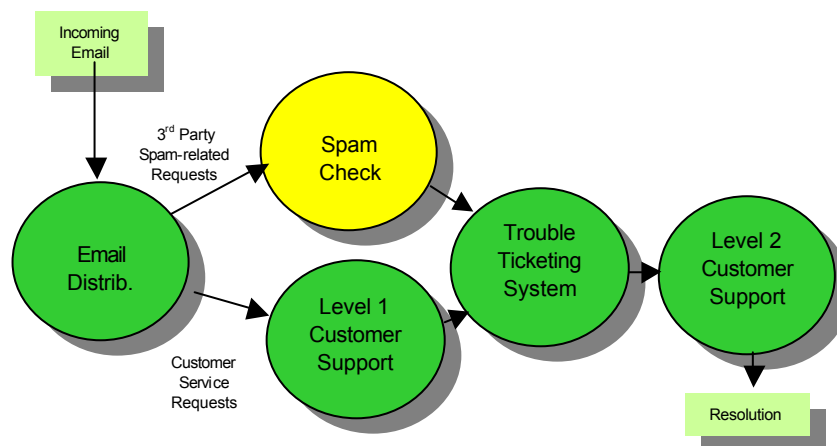 Incoming
Email
3rd Party
Spam-related
Requests
Spam
Check
Email
Distrib.
Trouble
Ticketing
System
Level 2
Customer
Support
Level 1
Customer
Support
Customer
Service
Requests
Resolution